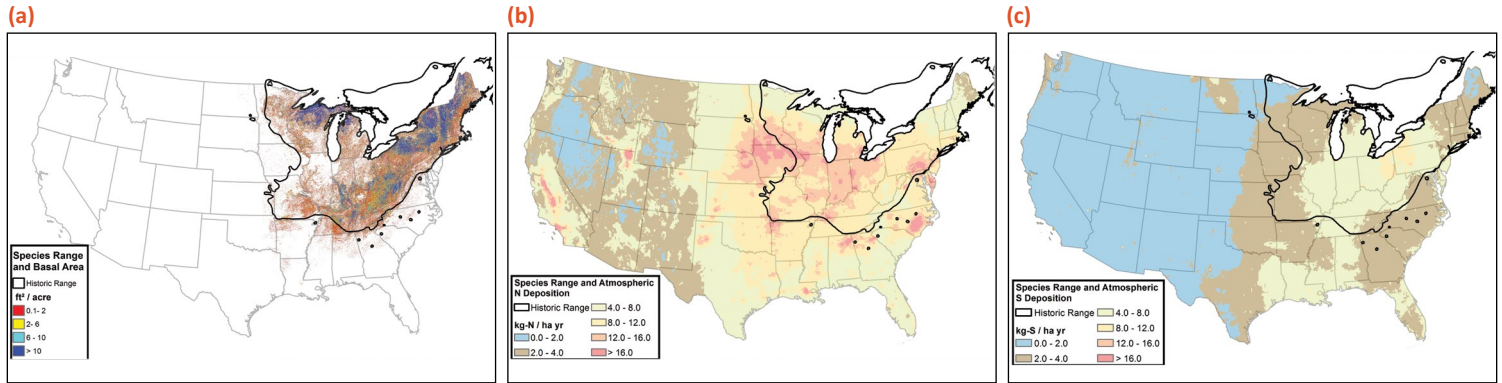 (a)
(b)
(c)
Species Range
and Basal Area
Historic Range
ft² / acre
0.1- 2
2- 6
6 - 10
> 10
Species Range and Atmospheric
N Deposition
Historic Range
kg-N / ha yr
0.0 - 2.0
2.0 - 4.0
4.0 - 8.0
8.0 - 12.0
12.0 - 16.0
> 16.0
Species Range and Atmospheric
S Deposition
Historic Range
kg-S / ha yr
0.0 - 2.0
2.0 - 4.0
4.0 - 8.0
8.0 - 12.0
12.0 - 16.0
> 16.0